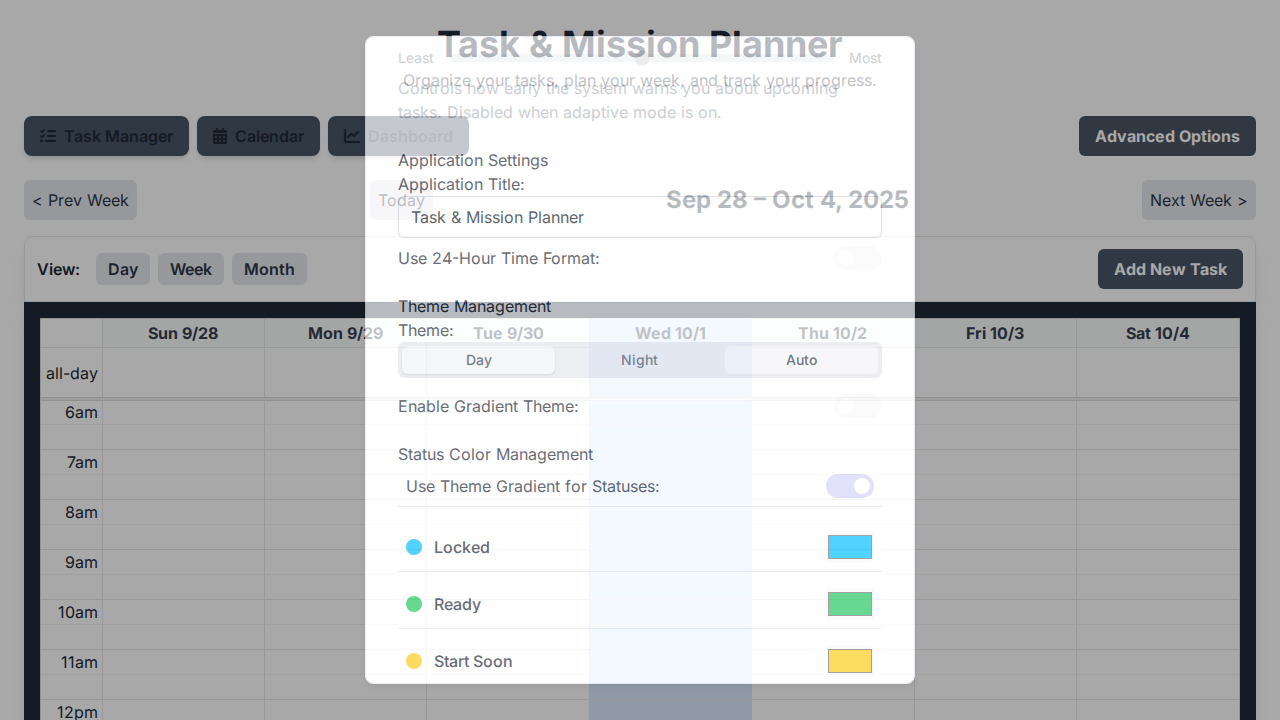 Task & Mission Planner
Least
Most
Organize your tasks, plan your week, and track your progress.
Controls how early the system warns you about upcoming
tasks. Disabled when adaptive mode is on.
Task Manager
Calendar
Dashboard
Advanced Options
Application Settings
Application Title:
< Prev Week
Today
Sep 28 – Oct 4, 2025
Next Week >
Task & Mission Planner
Use 24-Hour Time Format:
View:
Day
Week
Month
Add New Task
Theme Management
Theme:
Sun 9/28
Mon 9/29
Tue 9/30
Wed 10/1
Thu 10/2
Fri 10/3
Sat 10/4
Day
Night
Auto
all-day
Enable Gradient Theme:
6am
Status Color Management
7am
Use Theme Gradient for Statuses:
8am
Locked
9am
Ready
10am
Start Soon
11am
12pm